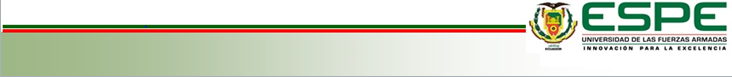 ESPE
UNIVERSIDAD DE LAS FUERZAS ARMADAS
INNOVACIÓN PARA LA EXCELENCIA